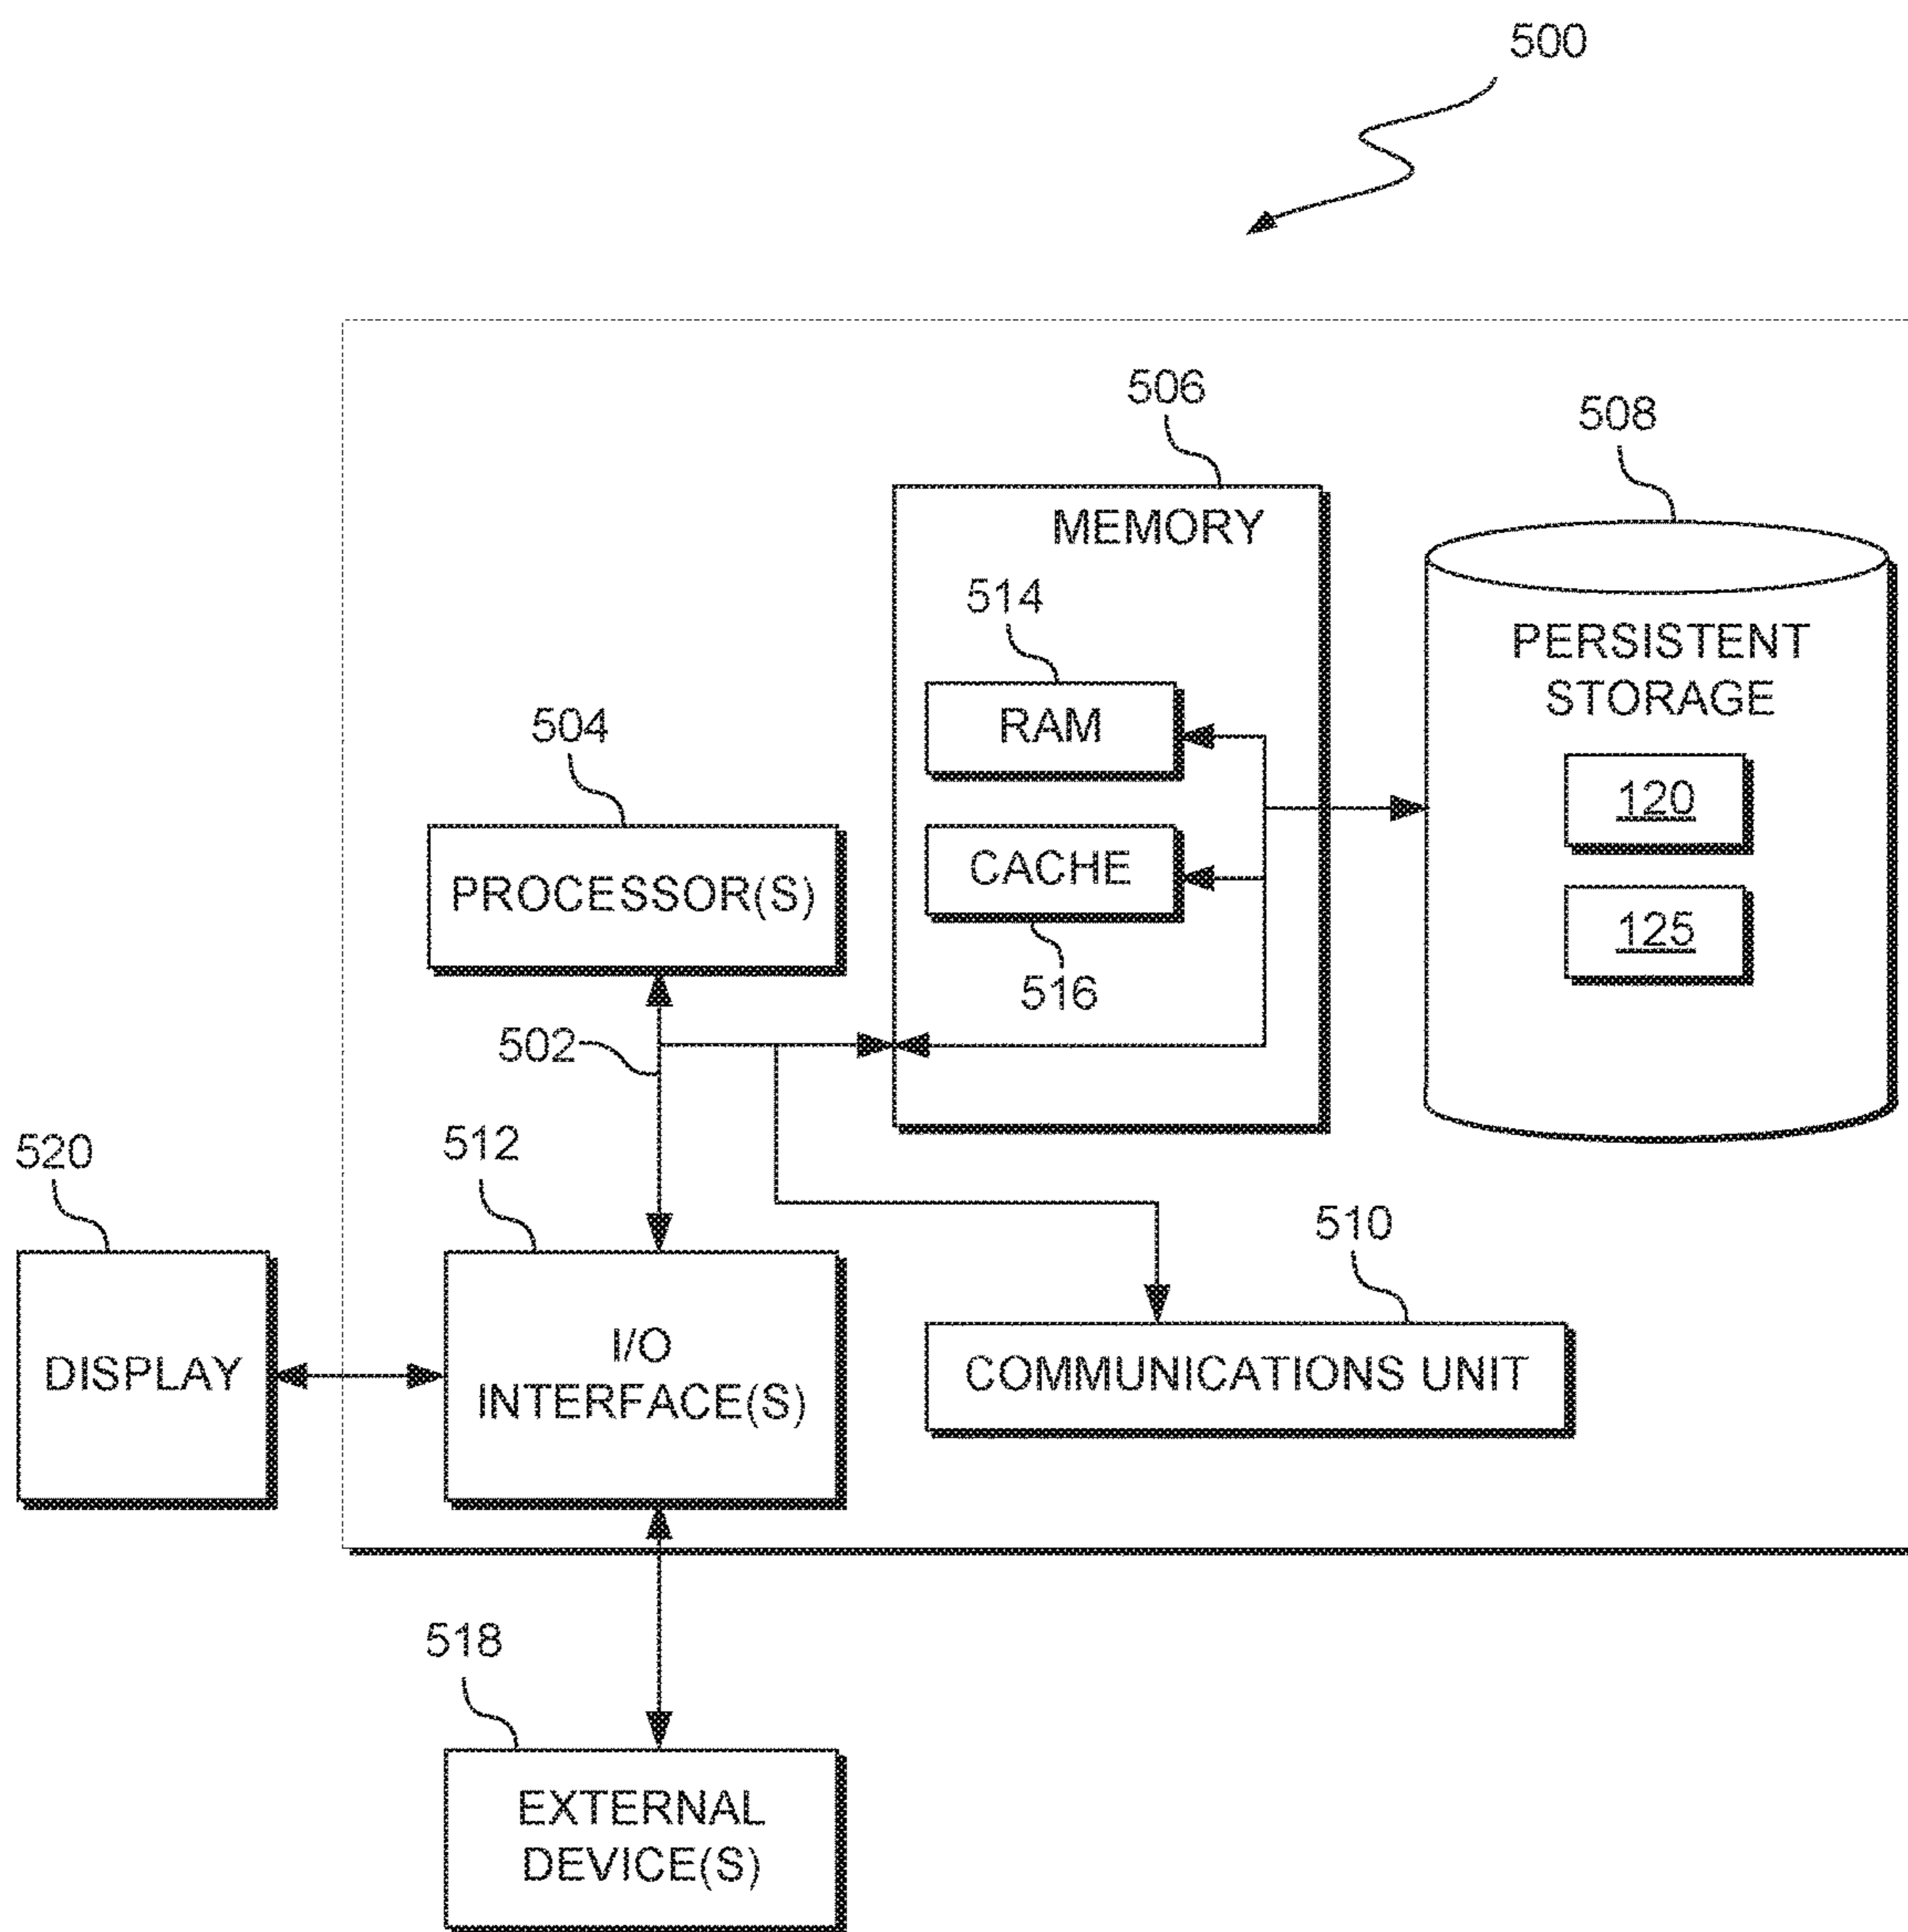 500
506
508
MEMORY
514
PERSISTENT
STORAGE
RAM
504
120
CACHE
PROCESSOR(S)
125
516
502
520
512
510
I/O
INTERFACE(S)
DISPLAY
COMMUNICATIONS UNIT
518
EXTERNAL
DEVICE(S)